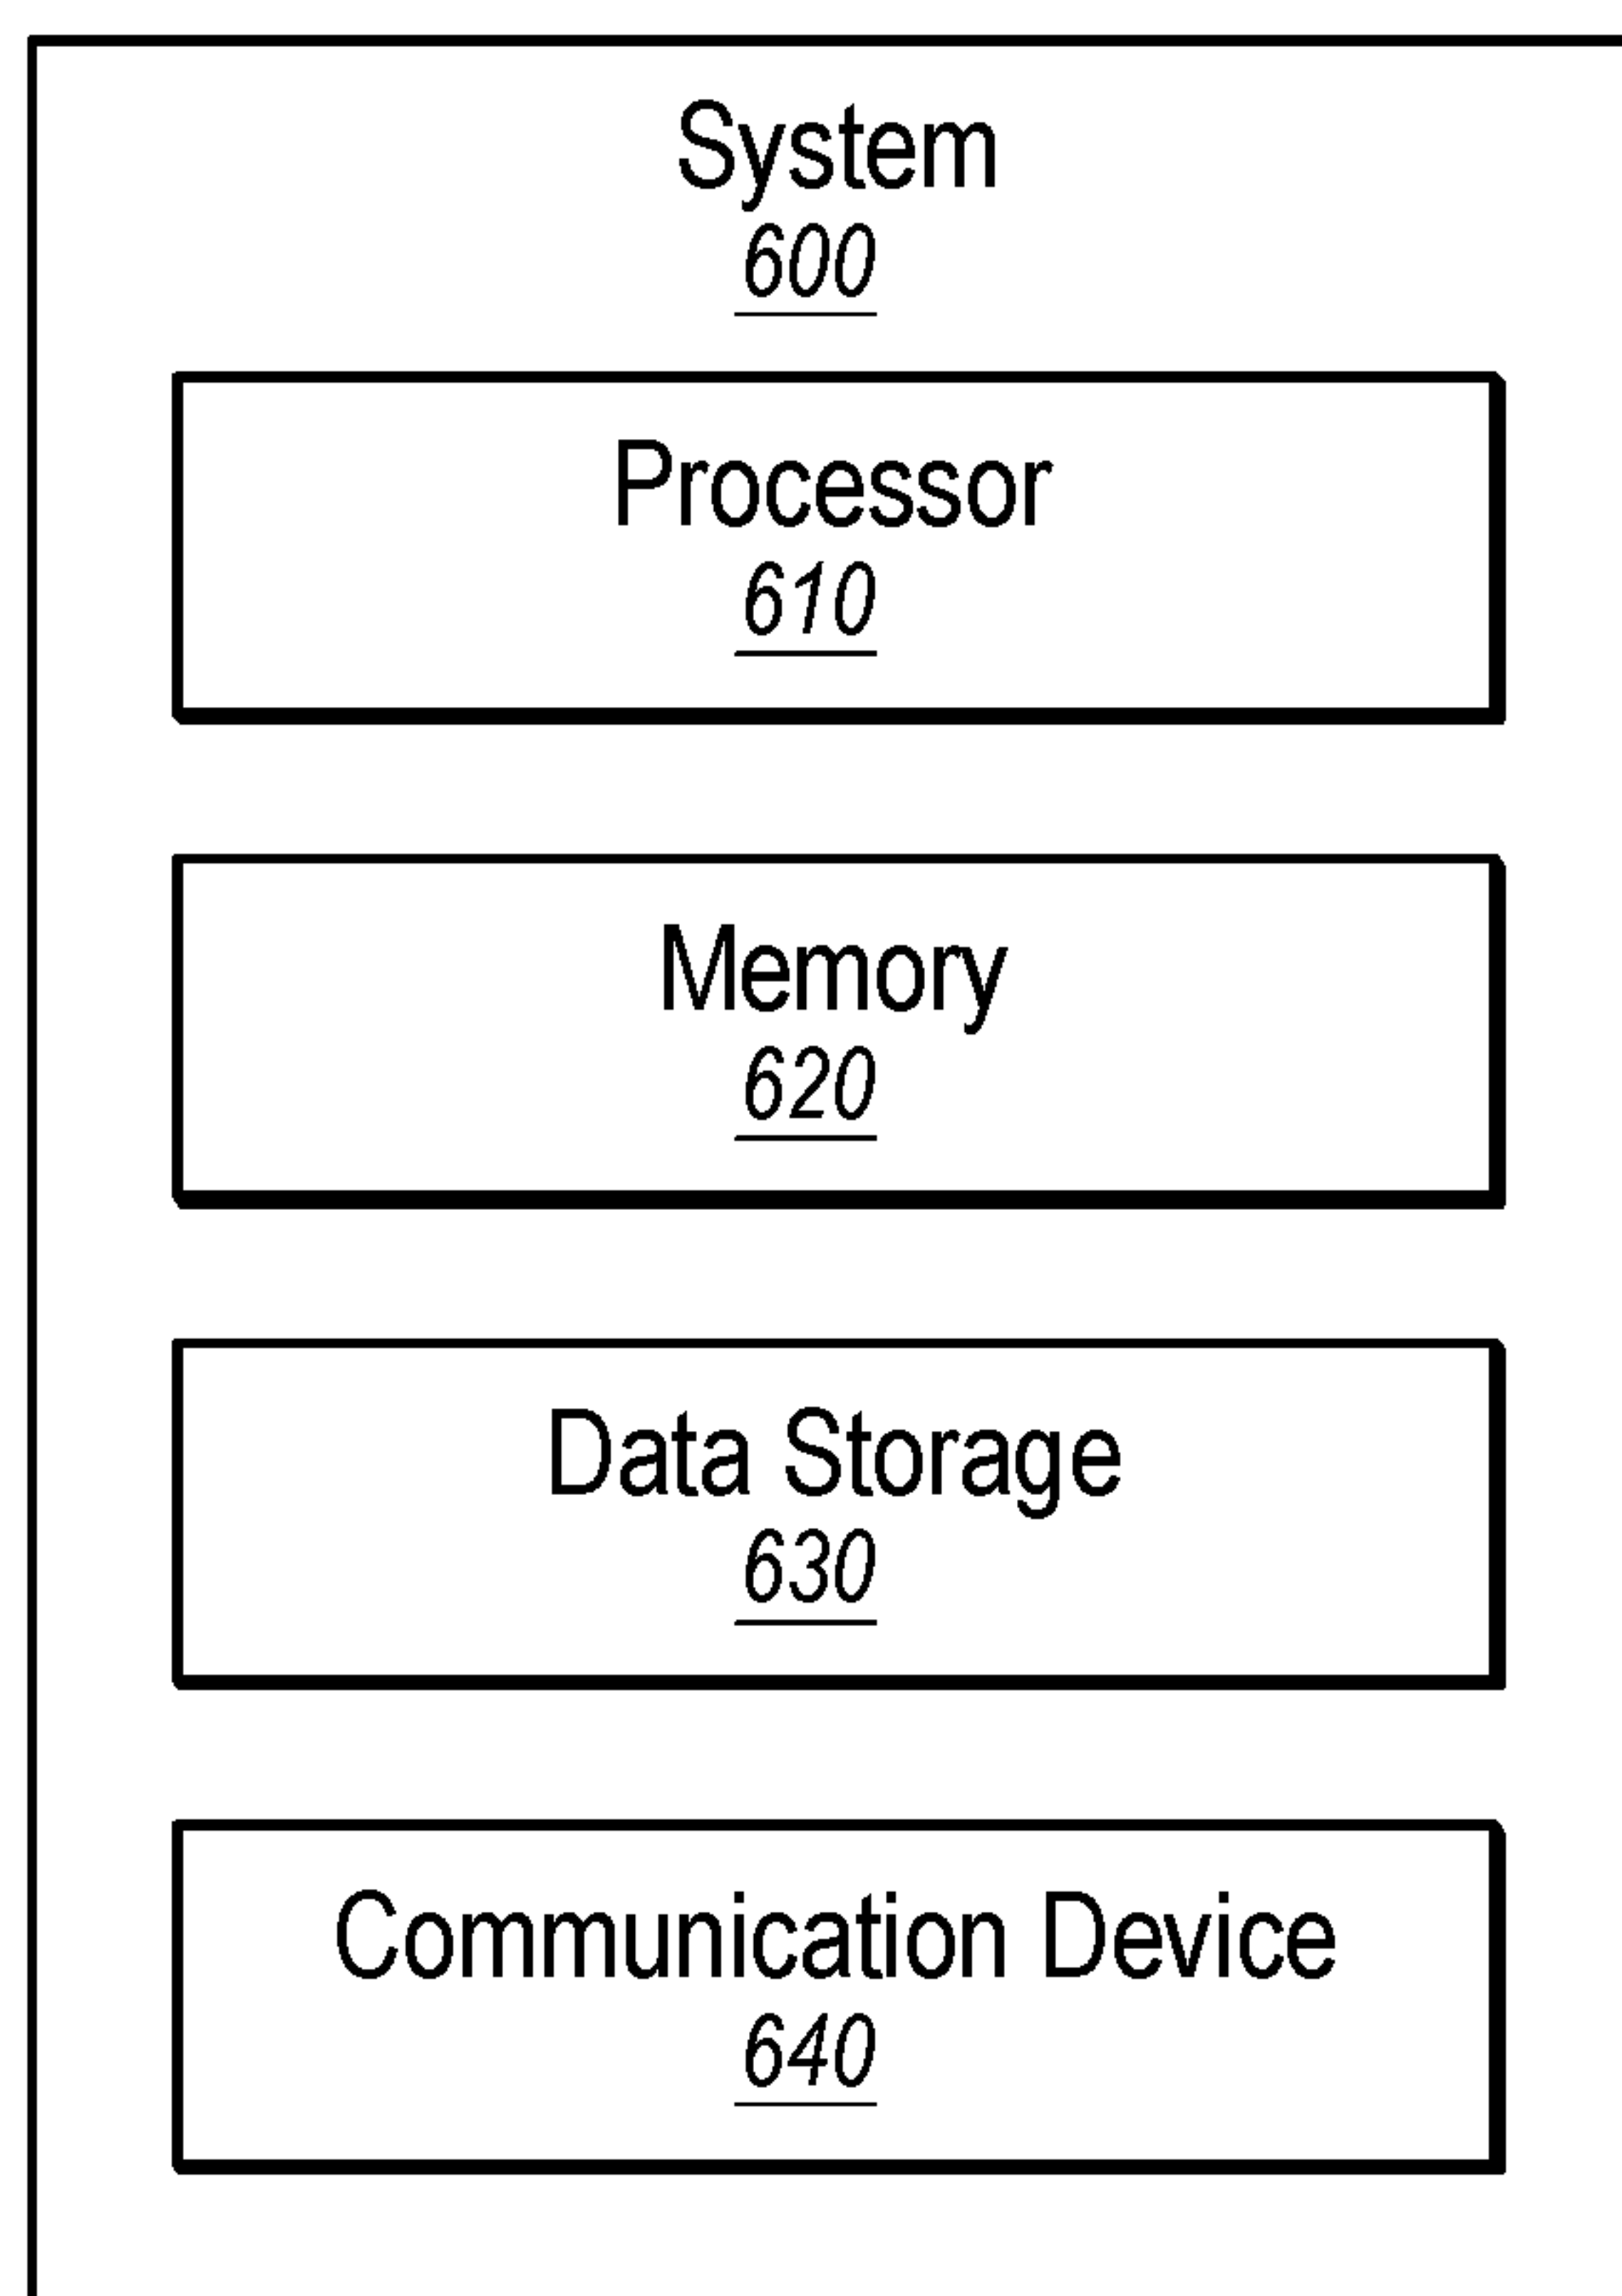 System
600
Processor
610
Memory
620
Data Storage
630
Communication Device
640